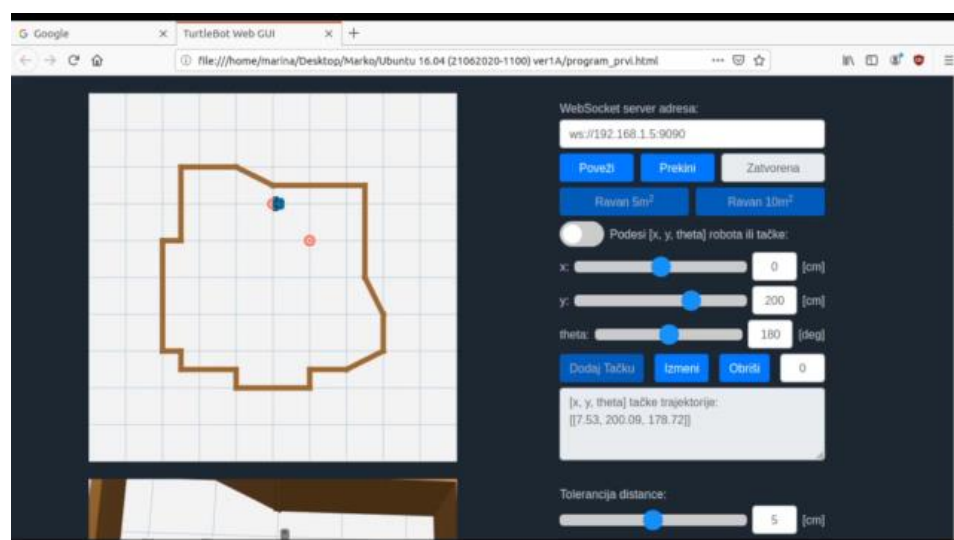 Google
TurtleBot Web GUI
file:///home/marina/Desktop/Marko/Ubuntu 16.04 (21062020-1100) ver1A/program_prvi.html
WebSocket server adresa:
ws://192.168.1.5:9090
Poveži Prekini Zatvorena
Ravan 5m² Ravan 10m²
Podesi [x, y, theta] robota ili tačke:
x: 0 [cm]
y: 200 [cm]
theta: 180 [deg]
Dodaj Tačku Izmeni Obriši 0
[x, y, theta] tačke trajektorije:
[[7.53, 200.09, 178.72]]
Tolerancija distance:
5 [cm]